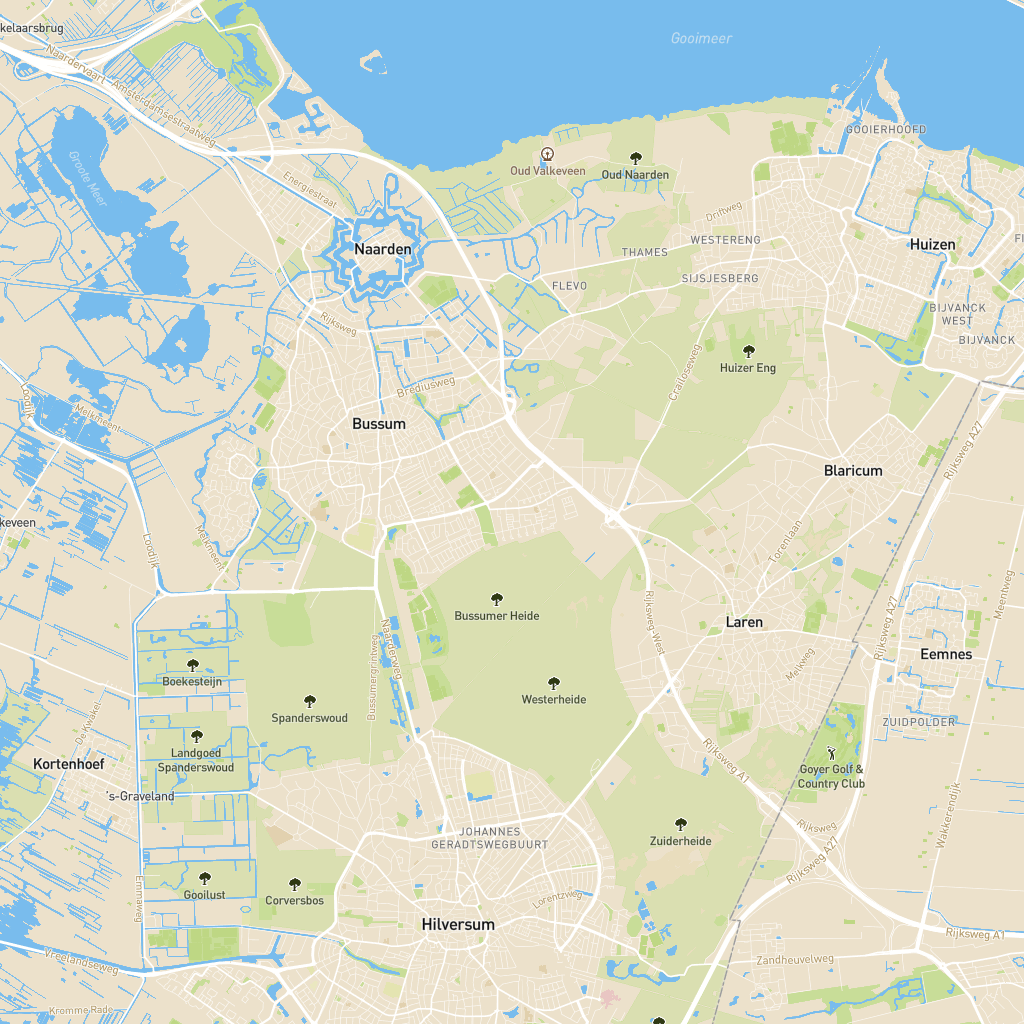 kelaarsbrug
Gooimeer
Naardervaart
Amsterdamsestraatweg
GOOIERHOOFD
Oud Valkeveen
Oud Naarden
Groote Meer
Energiestraat
Driftweg
Naarden
THAMES
WESTERENG
Huizen
FI
SIJSJESBERG
FLEVO
BIJVANCK
WEST
BIJVANCK
Rijksweg
Huizer Eng
Crailoseweg
Brediusweg
Loodijk
Melkmeent
Bussum
Rijksweg A27
Blaricum
keveen
Loodijk
Melkmeent
Torenlaan
Meentweg
Bussumer Heide
Rijksweg-West
Laren
Rijksweg A27
Eemnes
Naarderweg
Bussumergrintweg
Melkweg
Boekesteijn
Westerheide
Spanderswoud
ZUIDPOLDER
De Kwakel
Landgoed
Spanderswoud
Kortenhoef
Rijksweg A1
Goyer Golf &
Country Club
's-Graveland
Wakkerendijk
JOHANNES
GERADTSWEGBUURT
Zuiderheide
Rijksweg
Rijksweg A27
Gooilust
Corversbos
Emmaweg
Lorentzweg
Hilversum
Rijksweg A1
Vreelandseweg
Zandheuvelweg
Kromme Rade